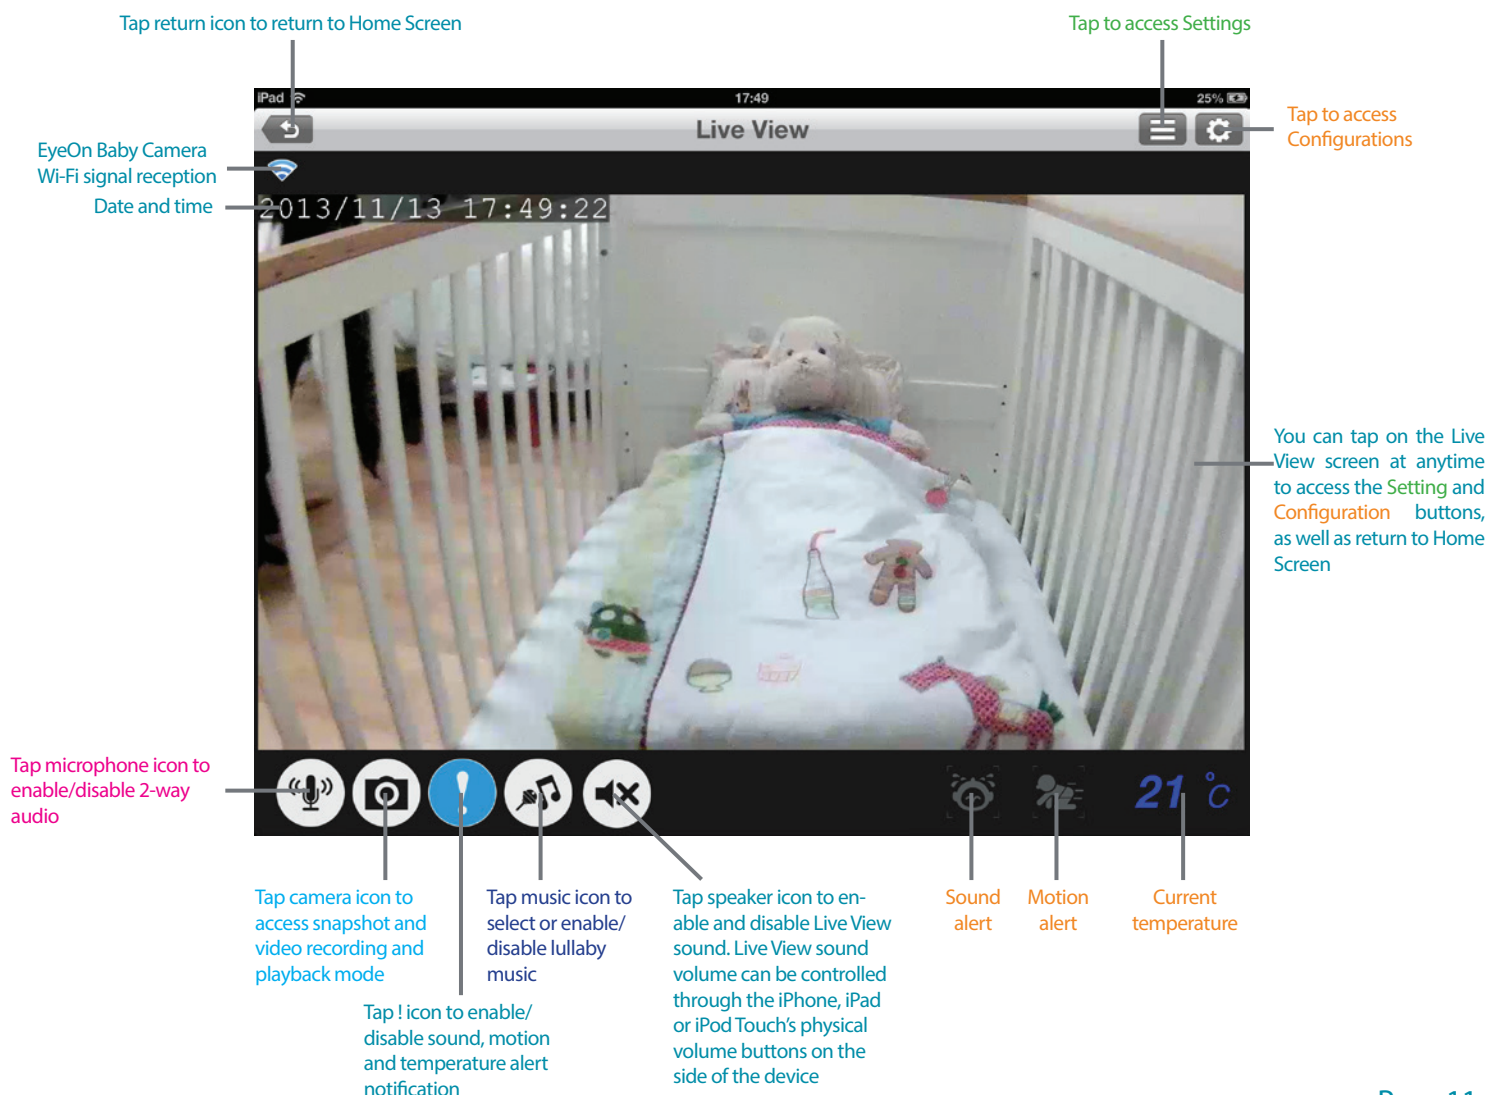 Tap return icon to return to Home Screen
Tap to access Settings
iPad
17:49
25%
Live View
Tap to access
Configurations
EyeOn Baby Camera
Wi-Fi signal reception
Date and time
2013/11/13 17:49:22
You can tap on the Live
View screen at anytime
to access the Setting and
Configuration buttons,
as well as return to Home
Screen
Tap microphone icon to
enable/disable 2-way
audio
21 °C
Tap camera icon to
access snapshot and
video recording and
playback mode
Tap ! icon to enable/
disable sound, motion
and temperature alert
notification
Tap music icon to
select or enable/
disable lullaby
music
Tap speaker icon to en-
able and disable Live View
sound. Live View sound
volume can be controlled
through the iPhone, iPad
or iPod Touch's physical
volume buttons on the
side of the device
Sound
alert
Motion
alert
Current
temperature